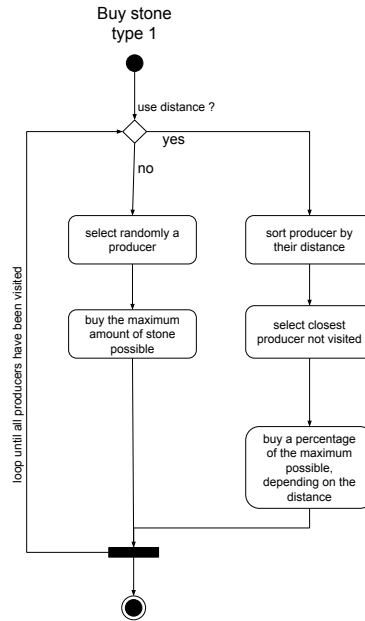 Buy stone
type 1
use distance ?
yes
no
select randomly a
producer
sort producer by
their distance
buy the maximum
amount of stone
possible
select closest
producer not visited
buy a percentage
of the maximum
possible,
depending on the
distance
loop until all producers have been visited